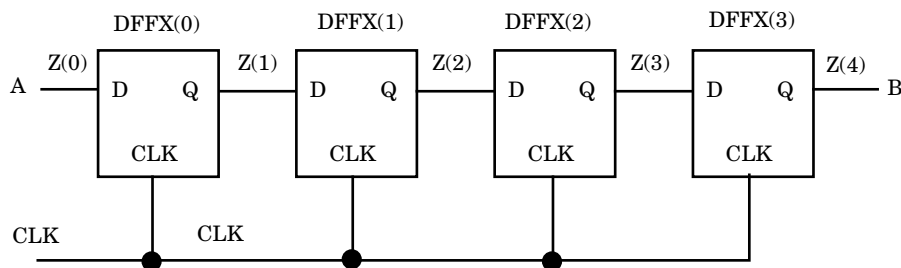 DFFX(0) DFFX(1) DFFX(2) DFFX(3)
A Z(0) Z(1) Z(2) Z(3) Z(4) B
D Q D Q D Q D Q
CLK CLK CLK CLK
CLK CLK